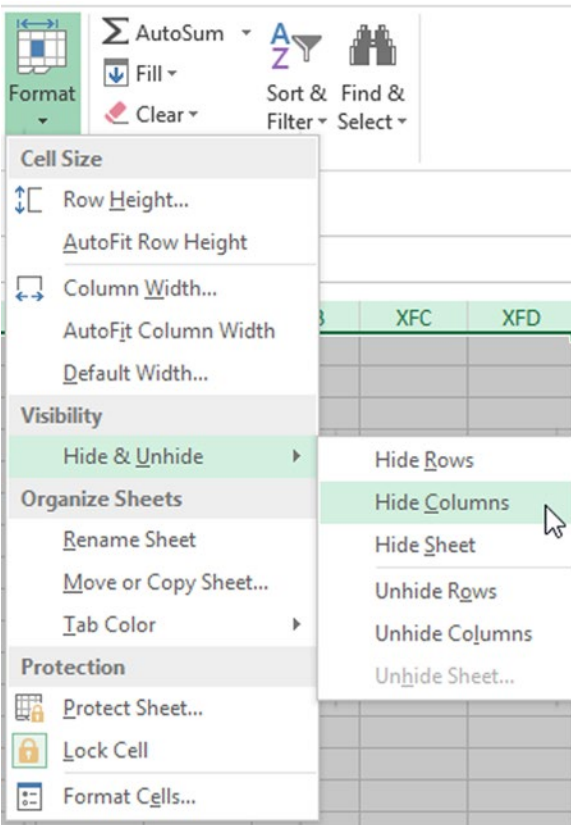 AutoSum
Fill
Clear
Format
Sort & Find &
Filter Select
Cell Size
Row Height...
AutoFit Row Height
Column Width...
AutoFit Column Width
Default Width...
XFC XFD
Visibility
Hide & Unhide
Hide Rows
Hide Columns
Hide Sheet
Unhide Rows
Unhide Columns
Unhide Sheet...
Organize Sheets
Rename Sheet
Move or Copy Sheet...
Tab Color
Protection
Protect Sheet...
Lock Cell
Format Cells...